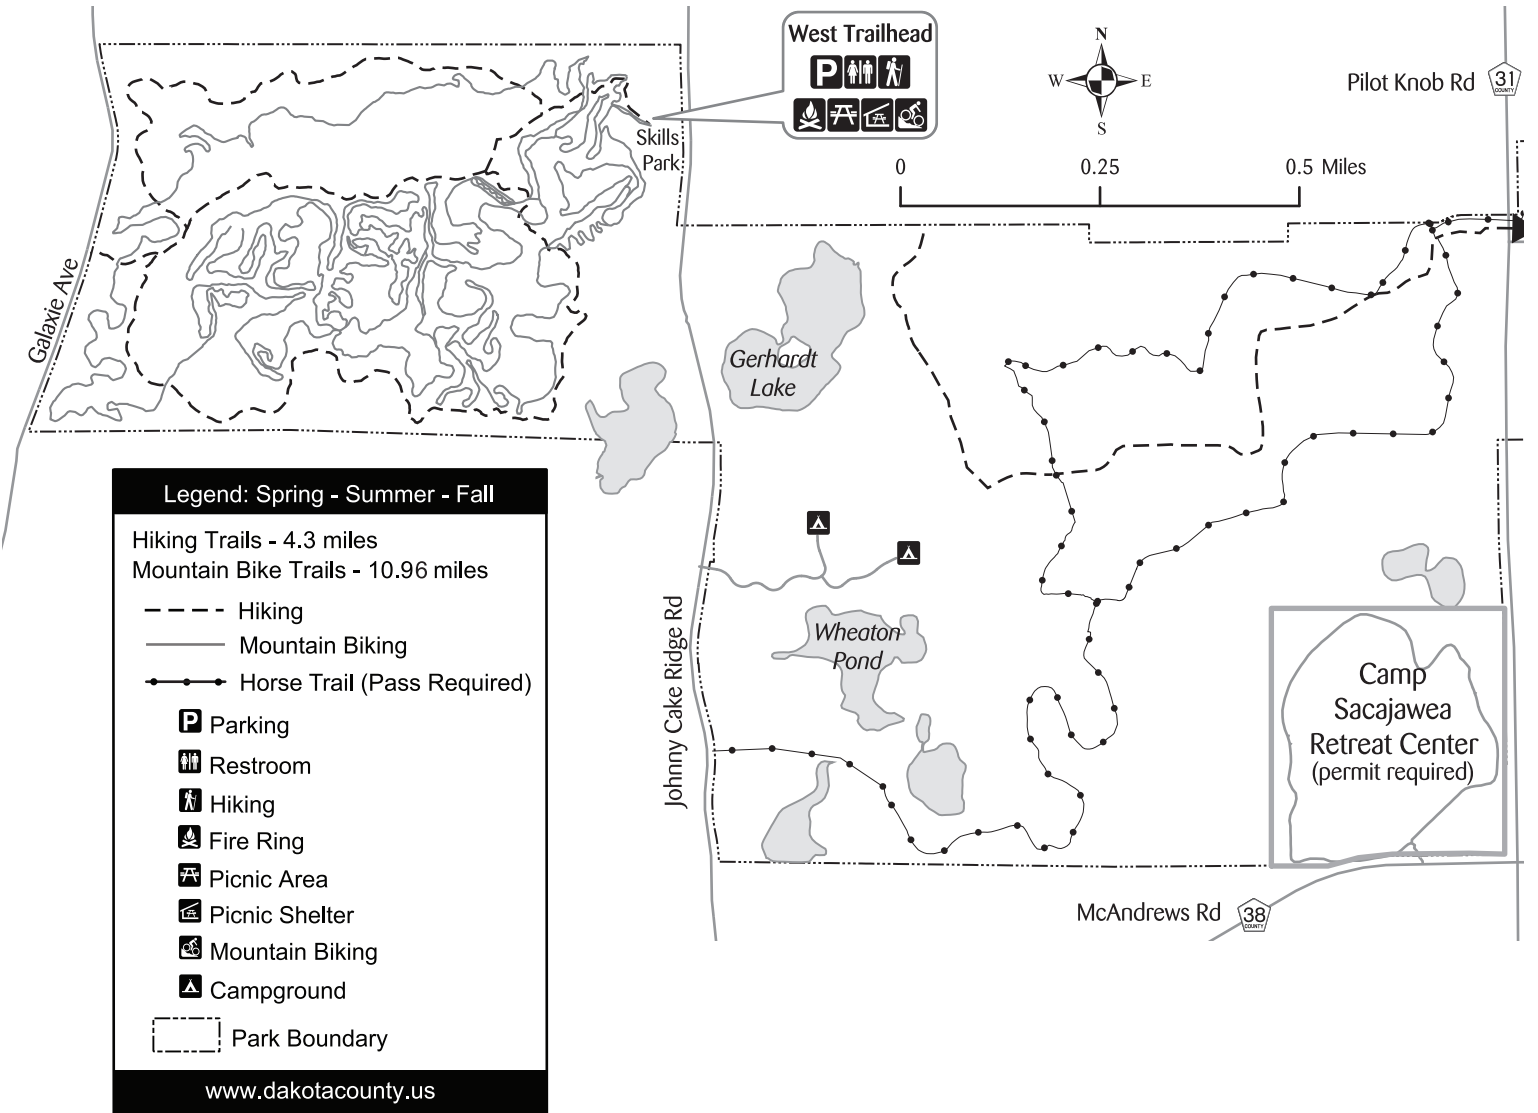 West Trailhead
P
N
W E
S
Pilot Knob Rd
31
COUNTY
Skills
Park
0 0.25 0.5 Miles
Galaxie Ave
Gerhardt
Lake
Legend: Spring - Summer - Fall
Hiking Trails - 4.3 miles
Mountain Bike Trails - 10.96 miles
Hiking
Mountain Biking
Horse Trail (Pass Required)
P Parking
Restroom
Hiking
Fire Ring
Picnic Area
Picnic Shelter
Mountain Biking
Campground
Park Boundary
www.dakotacounty.us
Johnny Cake Ridge Rd
Wheaton
Pond
Camp
Sacajawea
Retreat Center
(permit required)
McAndrews Rd
38
COUNTY